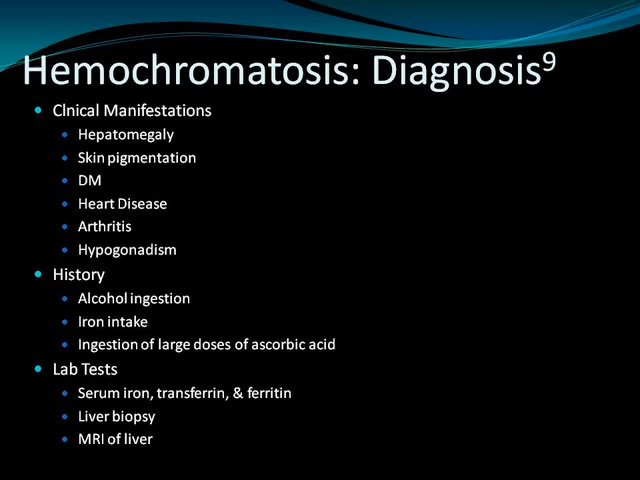 Hemochromatosis: Diagnosis⁹
Clnical Manifestations
Hepatomegaly
Skin pigmentation
DM
Heart Disease
Arthritis
Hypogonadism
History
Alcohol ingestion
Iron intake
Ingestion of large doses of ascorbic acid
Lab Tests
Serum iron, transferrin, & ferritin
Liver biopsy
MRI of liver